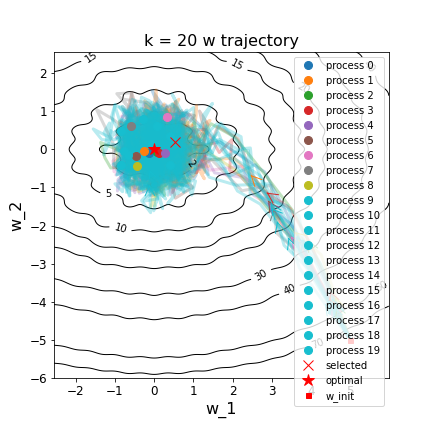 k = 20 w trajectory
w_2
2
1
0
−1
−2
−3
−4
−5
−6
−2
−1
0
1
2
3
w_1
15
15
5
2
10
30
40
70
process 0
process 1
process 2
process 3
process 4
process 5
process 6
process 7
process 8
process 9
process 10
process 11
process 12
process 13
process 14
process 15
process 16
process 17
process 18
process 19
selected
optimal
w_init